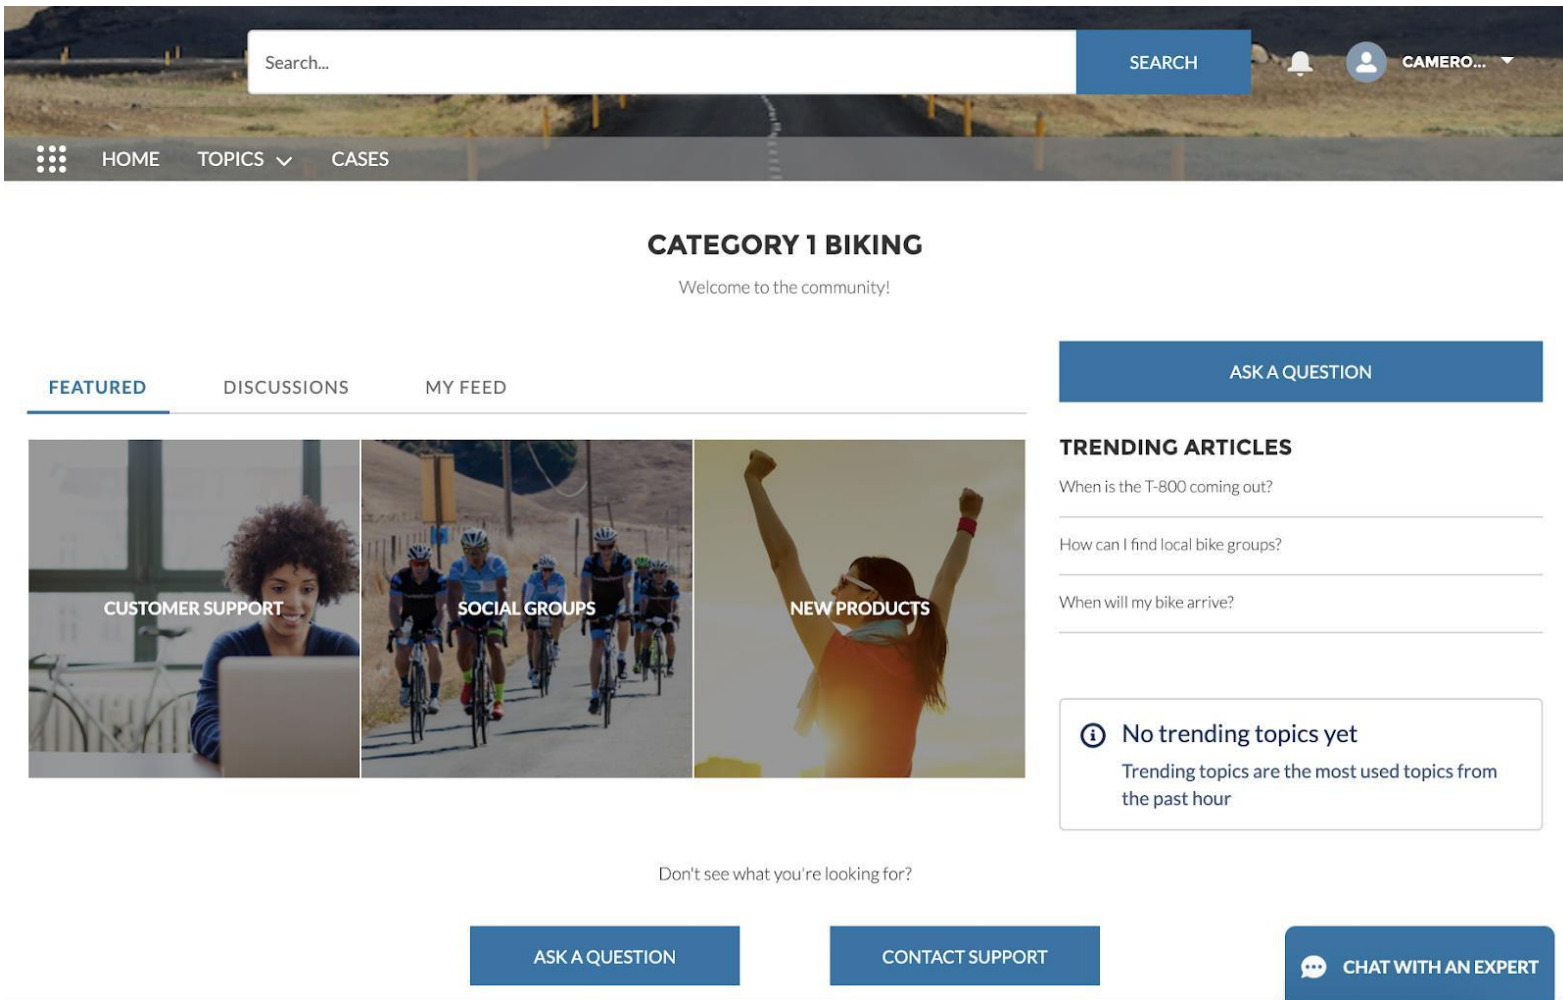 Search...
SEARCH
CAMERO...
HOME
TOPICS
CASES
CATEGORY 1 BIKING
Welcome to the community!
FEATURED
DISCUSSIONS
MY FEED
CUSTOMER SUPPORT
SOCIAL GROUPS
NEW PRODUCTS
ASK A QUESTION
TRENDING ARTICLES
When is the T-800 coming out?
How can I find local bike groups?
When will my bike arrive?
No trending topics yet
Trending topics are the most used topics from
the past hour
Don't see what you're looking for?
ASK A QUESTION
CONTACT SUPPORT
CHAT WITH AN EXPERT